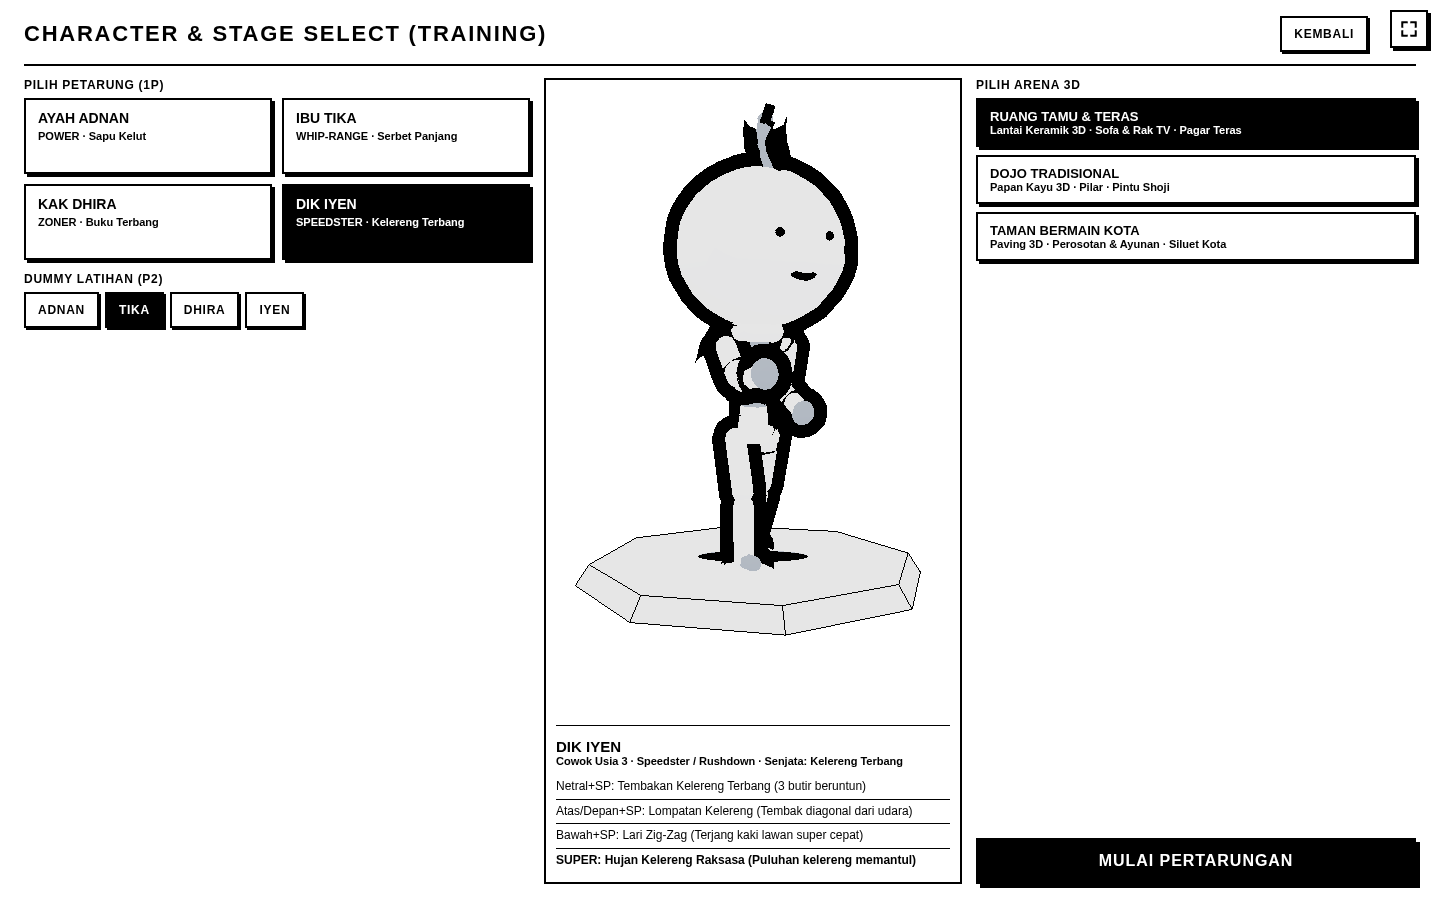 CHARACTER & STAGE SELECT (TRAINING)
KEMBALI
PILIH PETARUNG (1P)
AYAH ADNAN
POWER · Sapu Kelut
IBU TIKA
WHIP-RANGE · Serbet Panjang
KAK DHIRA
ZONER · Buku Terbang
DIK IYEN
SPEEDSTER · Kelereng Terbang
DUMMY LATIHAN (P2)
ADNAN
TIKA
DHIRA
IYEN
DIK IYEN
Cowok Usia 3 · Speedster / Rushdown · Senjata: Kelereng Terbang
Netral+SP: Tembakan Kelereng Terbang (3 butir beruntun)
Atas/Depan+SP: Lompatan Kelereng (Tembak diagonal dari udara)
Bawah+SP: Lari Zig-Zag (Terjang kaki lawan super cepat)
SUPER: Hujan Kelereng Raksasa (Puluhan kelereng memantul)
PILIH ARENA 3D
RUANG TAMU & TERAS
Lantai Keramik 3D · Sofa & Rak TV · Pagar Teras
DOJO TRADISIONAL
Papan Kayu 3D · Pilar · Pintu Shoji
TAMAN BERMAIN KOTA
Paving 3D · Perosotan & Ayunan · Siluet Kota
MULAI PERTARUNGAN